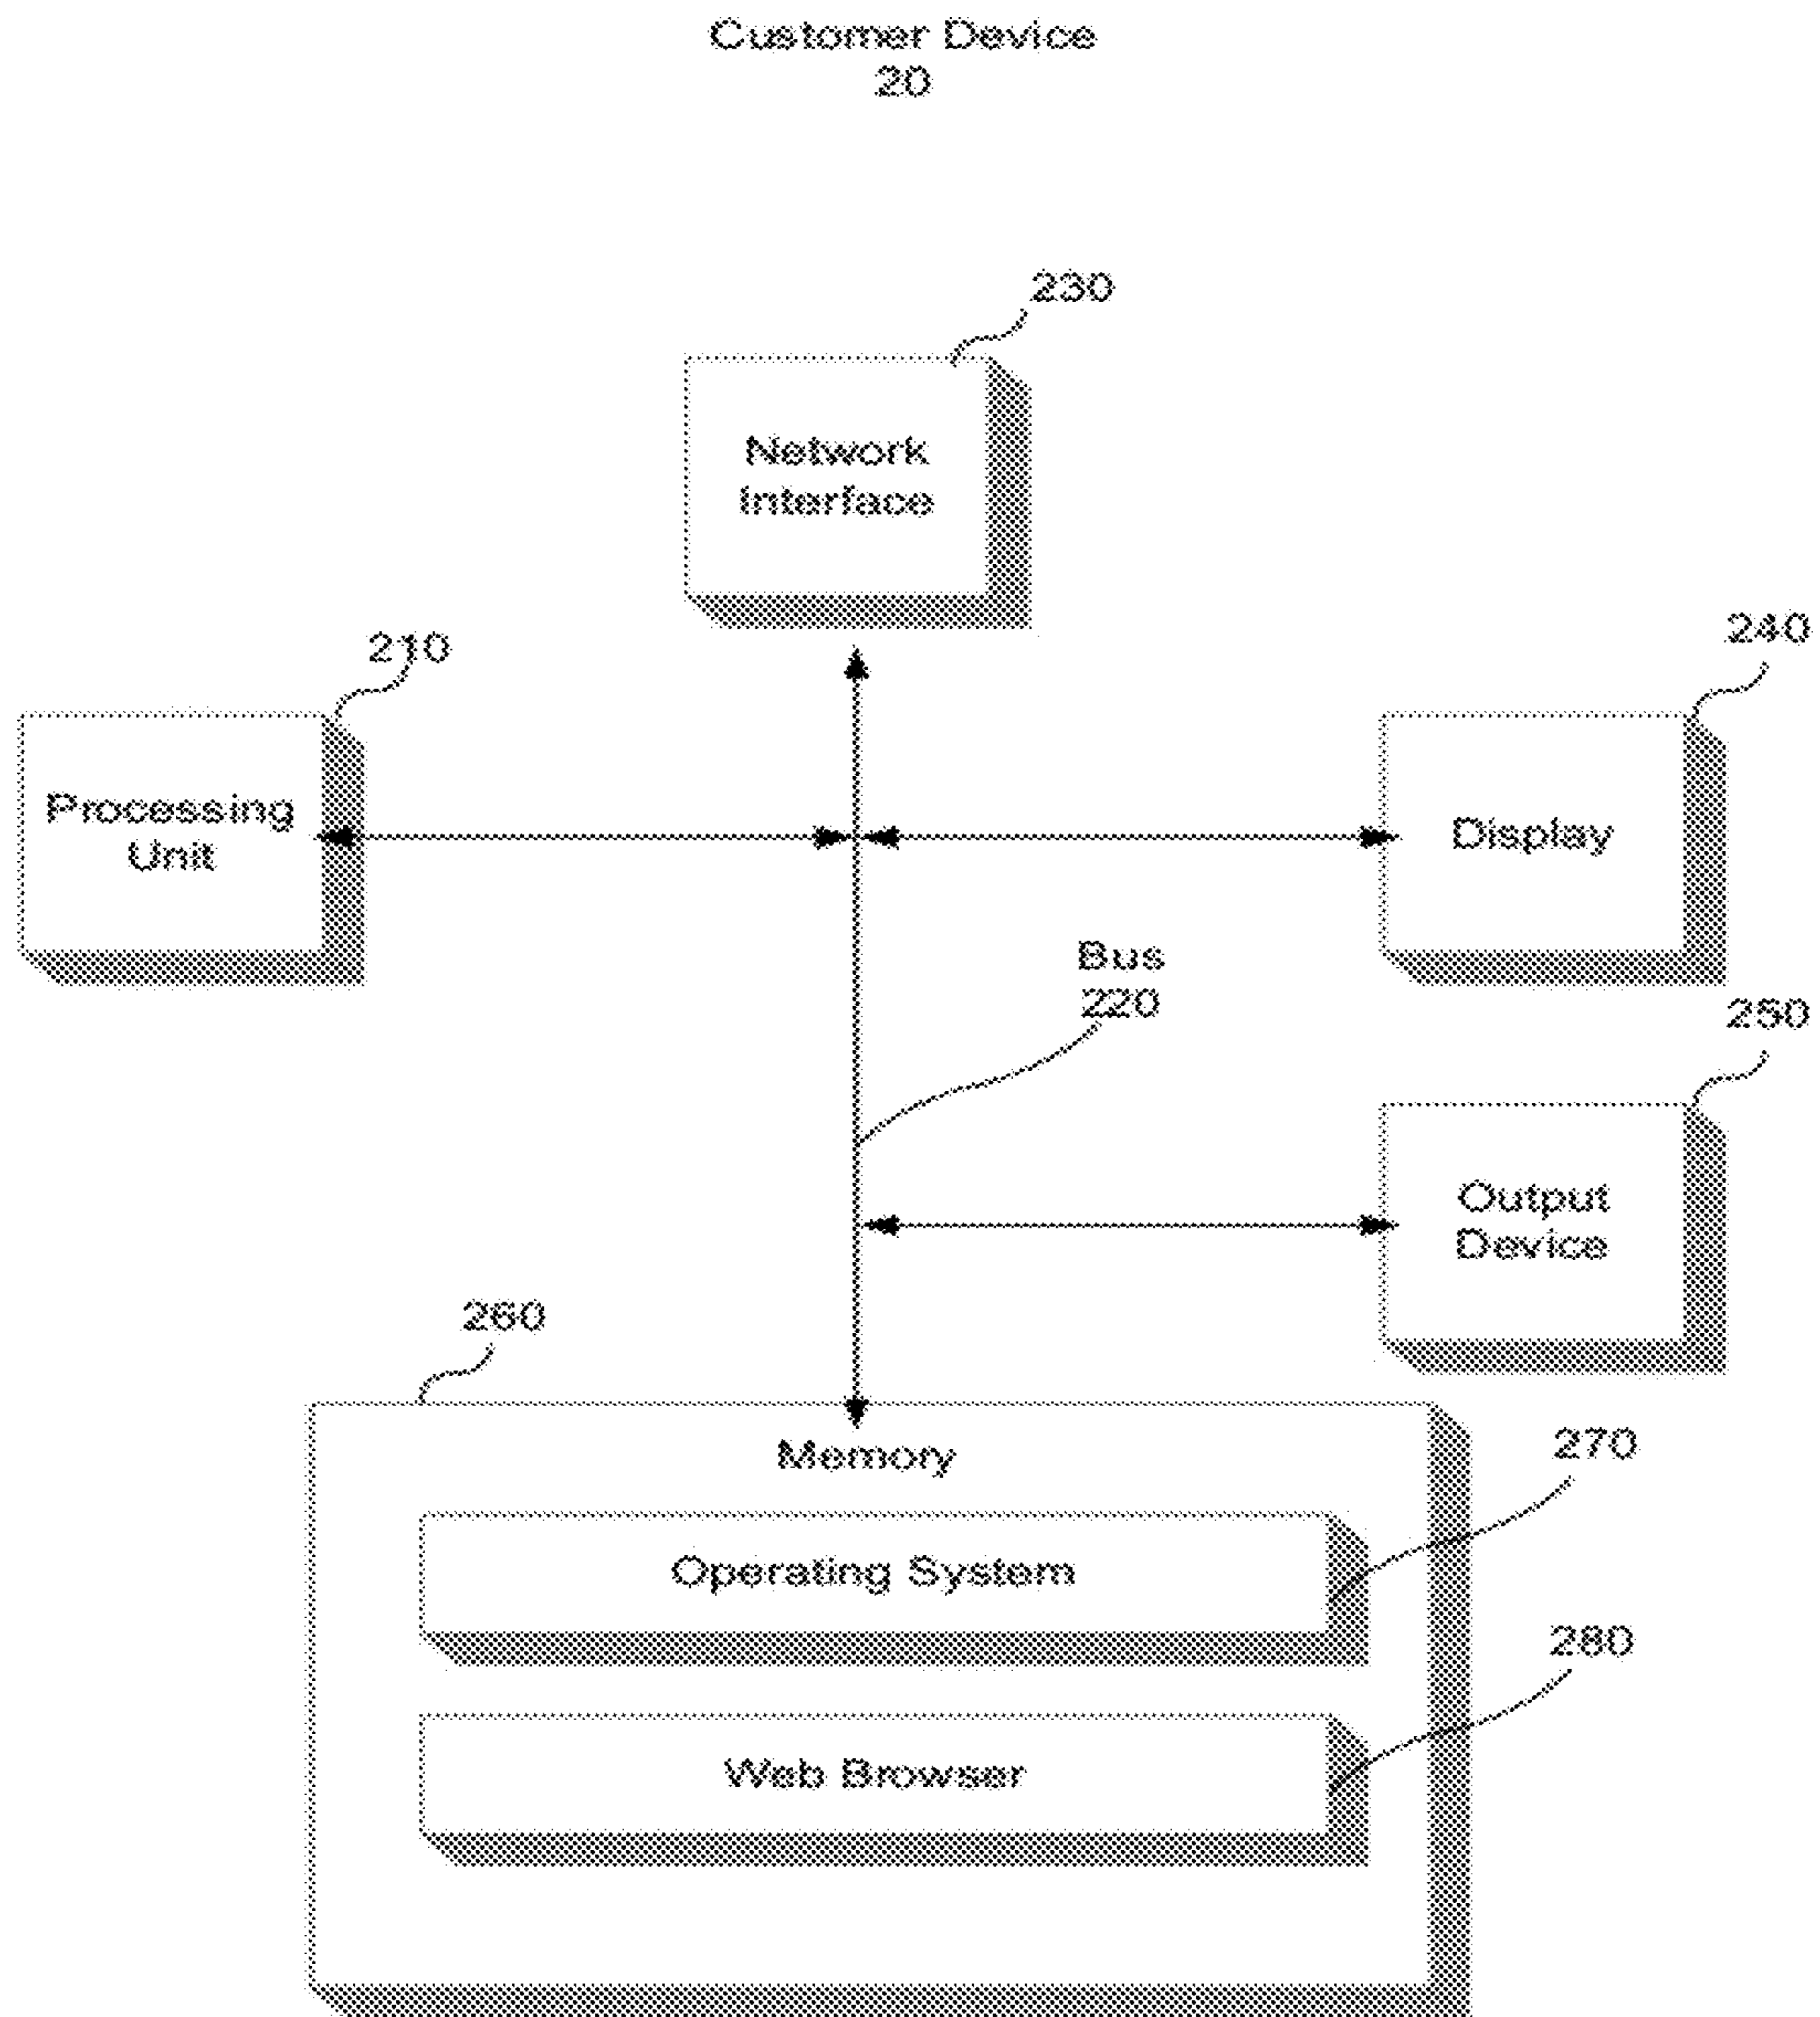 Customer Device
20
230
Network
Interface
210
Processing
Unit
240
Display
Bus
220
250
Output
Device
260
Memory
270
Operating System
280
Web Browser